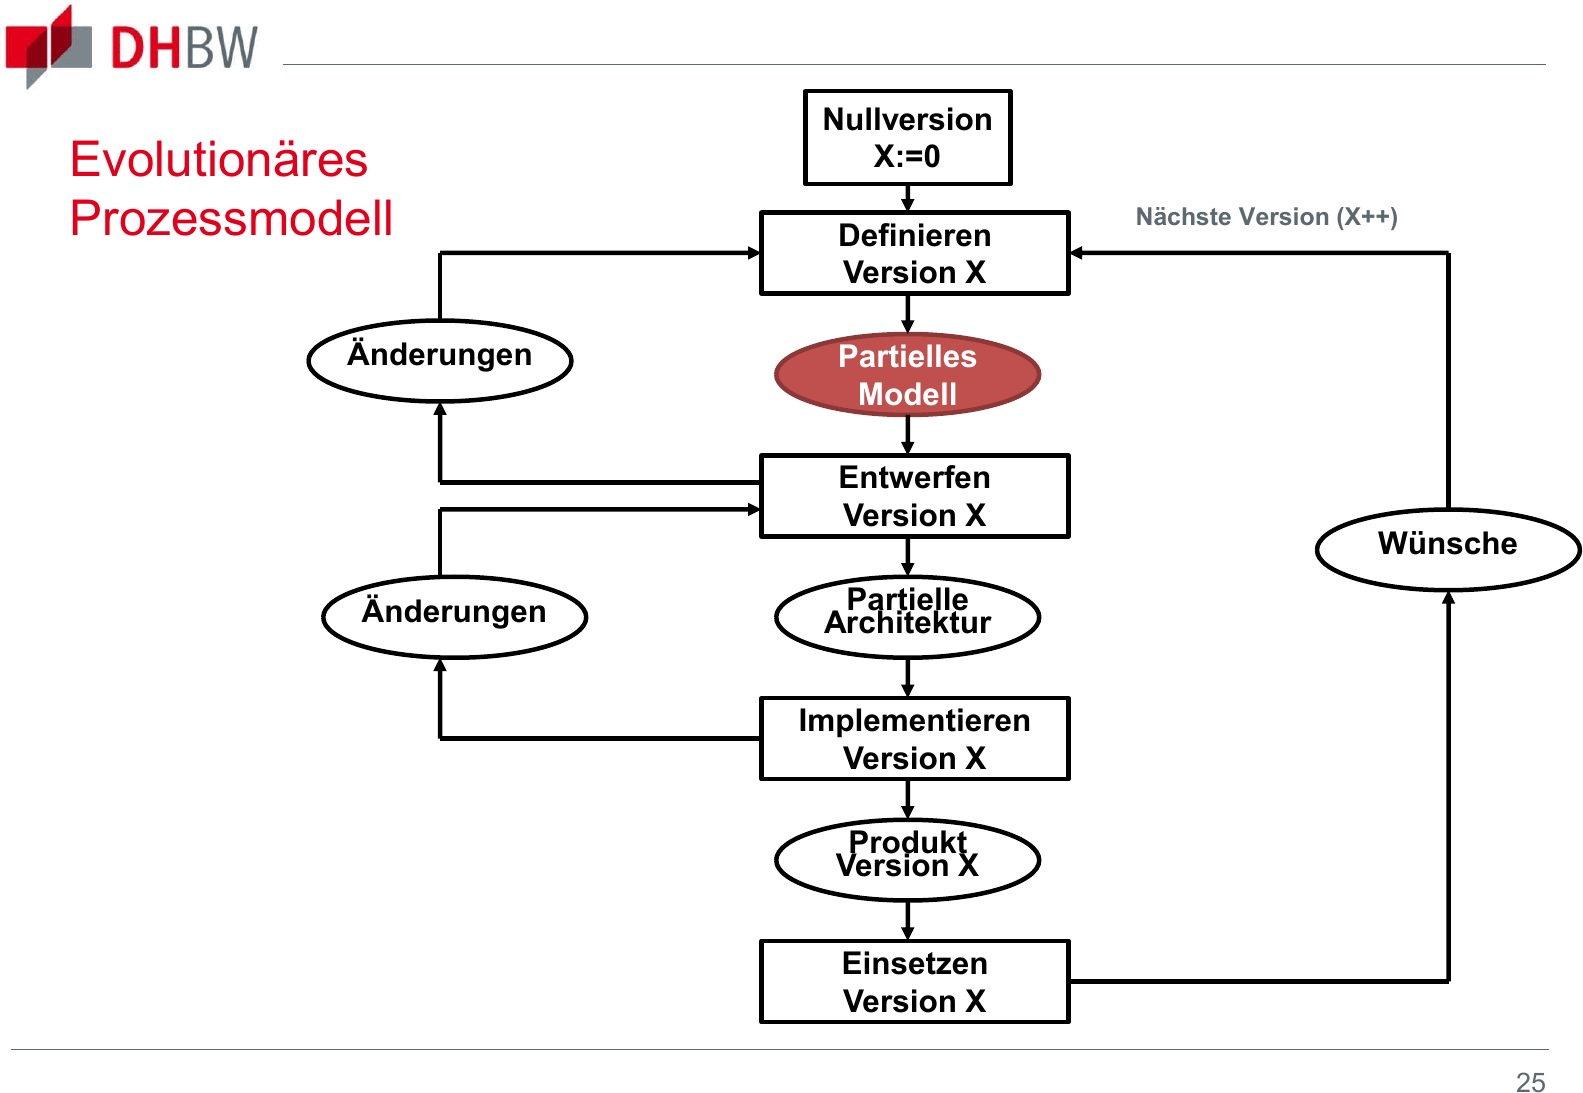 DHBW
Evolutionäres
Prozessmodell
Nullversion
X:=0
Nächste Version (X++)
Definieren
Version X
Änderungen
Partielles
Modell
Entwerfen
Version X
Wünsche
Änderungen
Partielle
Architektur
Implementieren
Version X
Produkt
Version X
Einsetzen
Version X
25